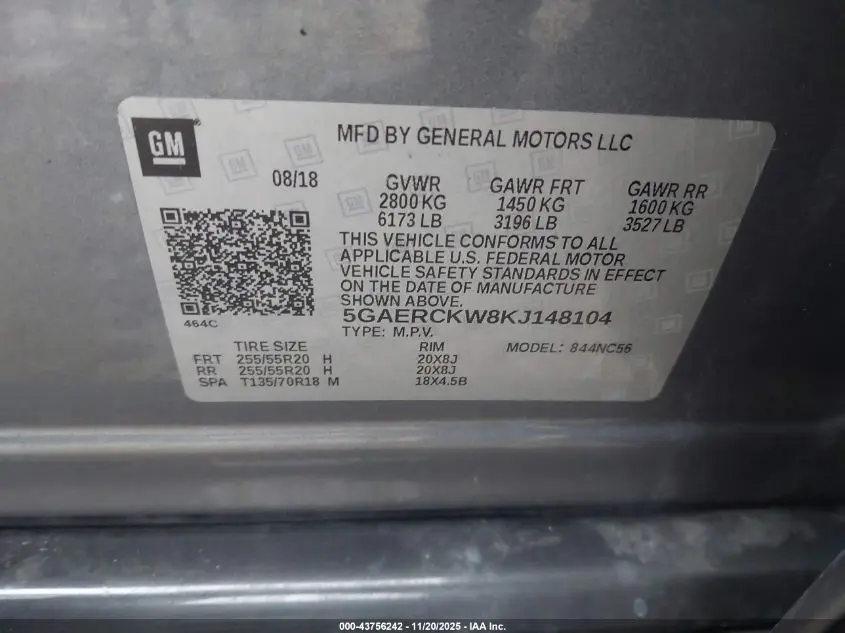 GM
MFD BY GENERAL MOTORS LLC
08/18
GVWR GAWR FRT GAWR RR
2800 KG 1450 KG 1600 KG
6173 LB 3196 LB 3527 LB
THIS VEHICLE CONFORMS TO ALL
APPLICABLE U.S. FEDERAL MOTOR
VEHICLE SAFETY STANDARDS IN EFFECT
ON THE DATE OF MANUFACTURE
SHOWN ABOVE.
5GAERCKW8KJ148104
464C
TYPE: M.P.V.
TIRE SIZE RIM MODEL: 844NC56
FRT 255/55R20 H 20X8J
RR 255/55R20 H 20X8J
SPA T135/70R18 M 18X4.5B
000-43756242 - 11/20/2025 - IAA Inc.